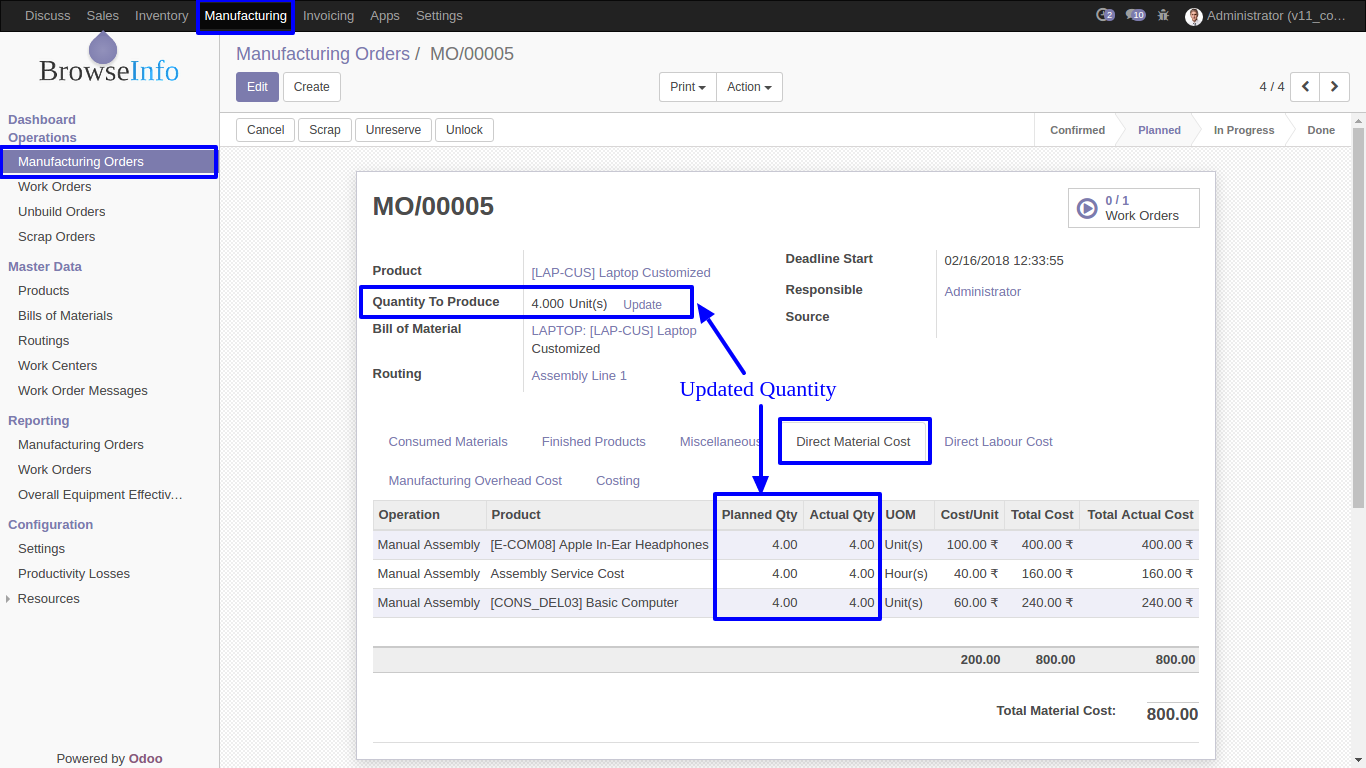 Discuss Sales Inventory Manufacturing Invoicing Apps Settings 2 10 Administrator (v11_co...
BrowseInfo
Dashboard
Operations
Manufacturing Orders
Work Orders
Unbuild Orders
Scrap Orders
Master Data
Products
Bills of Materials
Routings
Work Centers
Work Order Messages
Reporting
Manufacturing Orders
Work Orders
Overall Equipment Effectiv...
Configuration
Settings
Productivity Losses
Resources
Powered by Odoo
Manufacturing Orders / MO/00005
Edit Create Print Action 4 / 4
Cancel Scrap Unreserve Unlock Confirmed Planned In Progress Done
MO/00005
0 / 1
Work Orders
Product [LAP-CUS] Laptop Customized
Quantity To Produce 4.000 Unit(s) Update
Bill of Material LAPTOP: [LAP-CUS] Laptop
Customized
Routing Assembly Line 1
Deadline Start 02/16/2018 12:33:55
Responsible Administrator
Source
Updated Quantity
Consumed Materials Finished Products Miscellaneous Direct Material Cost Direct Labour Cost
Manufacturing Overhead Cost Costing
Operation Product Planned Qty Actual Qty UOM Cost/Unit Total Cost Total Actual Cost
Manual Assembly [E-COM08] Apple In-Ear Headphones 4.00 4.00 Unit(s) 100.00 ₹ 400.00 ₹ 400.00 ₹
Manual Assembly Assembly Service Cost 4.00 4.00 Hour(s) 40.00 ₹ 160.00 ₹ 160.00 ₹
Manual Assembly [CONS_DEL03] Basic Computer 4.00 4.00 Unit(s) 60.00 ₹ 240.00 ₹ 240.00 ₹
200.00 800.00 800.00
Total Material Cost: 800.00